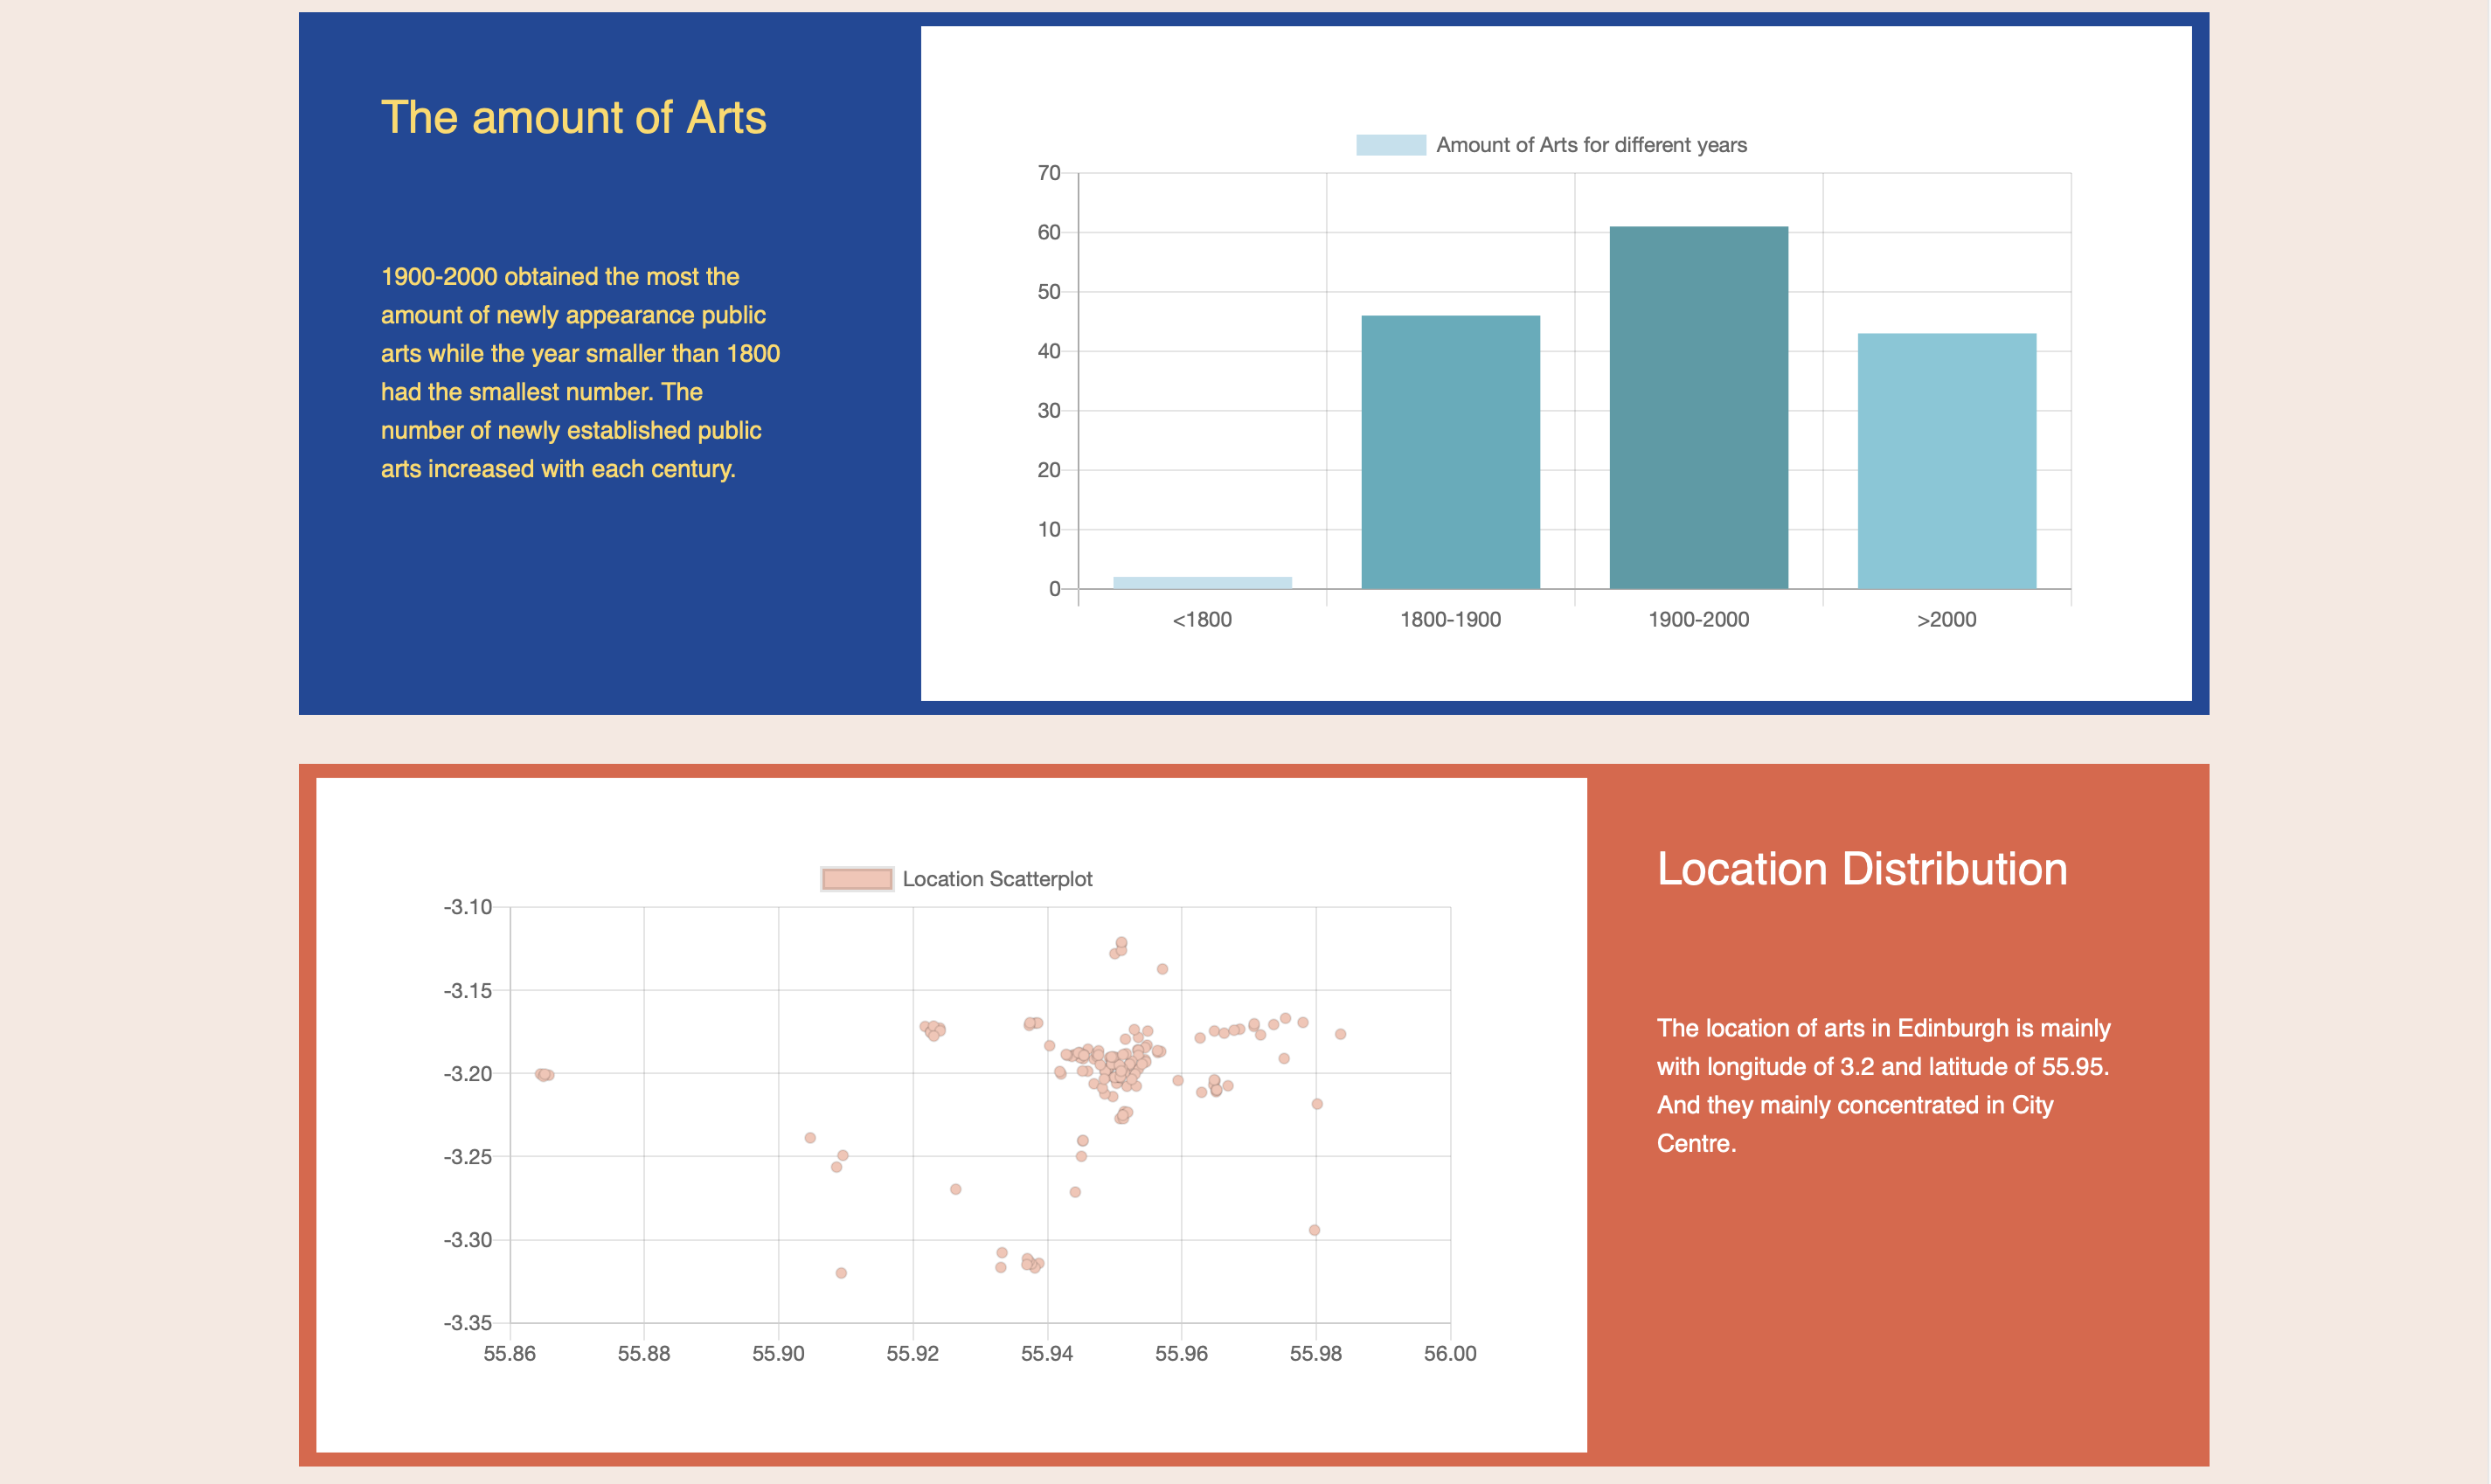 The amount of Arts
1900-2000 obtained the most the
amount of newly appearance public
arts while the year smaller than 1800
had the smallest number. The
number of newly established public
arts increased with each century.
Amount of Arts for different years
70
60
50
40
30
20
10
0
<1800 1800-1900 1900-2000 >2000
Location Scatterplot
-3.10
-3.15
-3.20
-3.25
-3.30
-3.35
55.86 55.88 55.90 55.92 55.94 55.96 55.98 56.00
Location Distribution
The location of arts in Edinburgh is mainly
with longitude of 3.2 and latitude of 55.95.
And they mainly concentrated in City
Centre.